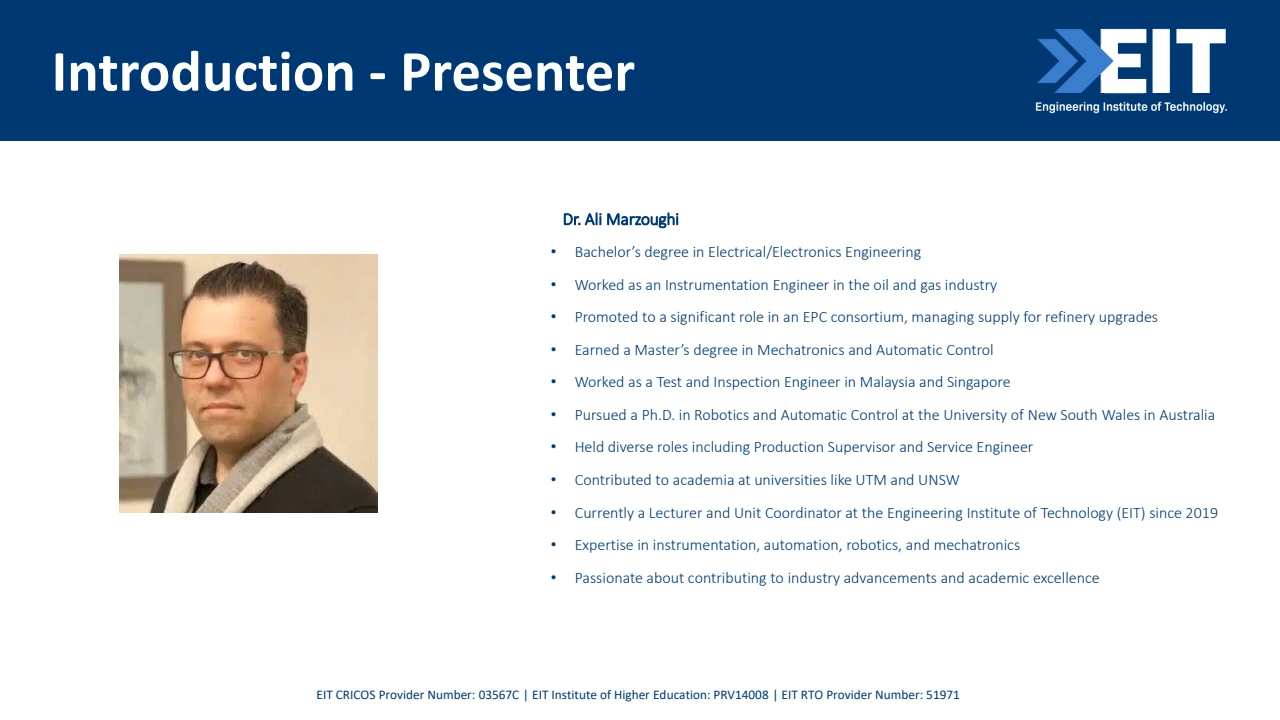 Introduction - Presenter
EIT
Engineering Institute of Technology.
Dr. Ali Marzoughi
• Bachelor’s degree in Electrical/Electronics Engineering
• Worked as an Instrumentation Engineer in the oil and gas industry
• Promoted to a significant role in an EPC consortium, managing supply for refinery upgrades
• Earned a Master’s degree in Mechatronics and Automatic Control
• Worked as a Test and Inspection Engineer in Malaysia and Singapore
• Pursued a Ph.D. in Robotics and Automatic Control at the University of New South Wales in Australia
• Held diverse roles including Production Supervisor and Service Engineer
• Contributed to academia at universities like UTM and UNSW
• Currently a Lecturer and Unit Coordinator at the Engineering Institute of Technology (EIT) since 2019
• Expertise in instrumentation, automation, robotics, and mechatronics
• Passionate about contributing to industry advancements and academic excellence
EIT CRICOS Provider Number: 03567C | EIT Institute of Higher Education: PRV14008 | EIT RTO Provider Number: 51971